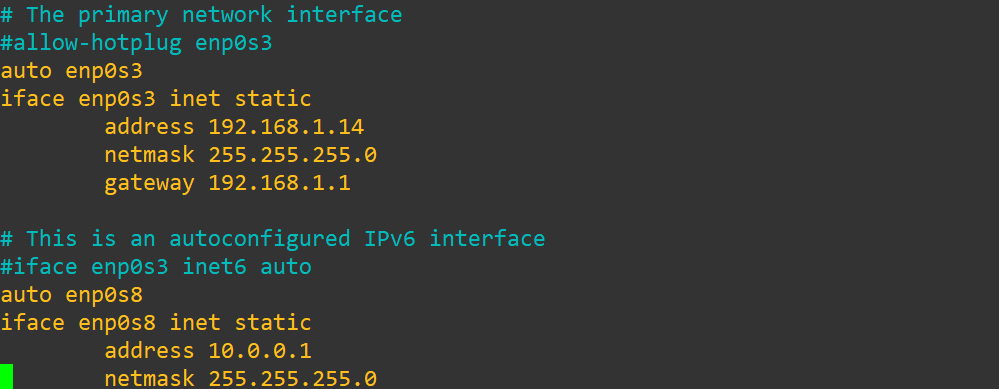 # The primary network interface
#allow-hotplug enp0s3
auto enp0s3
iface enp0s3 inet static
        address 192.168.1.14
        netmask 255.255.255.0
        gateway 192.168.1.1

# This is an autoconfigured IPv6 interface
#iface enp0s3 inet6 auto
auto enp0s8
iface enp0s8 inet static
        address 10.0.0.1
        netmask 255.255.255.0